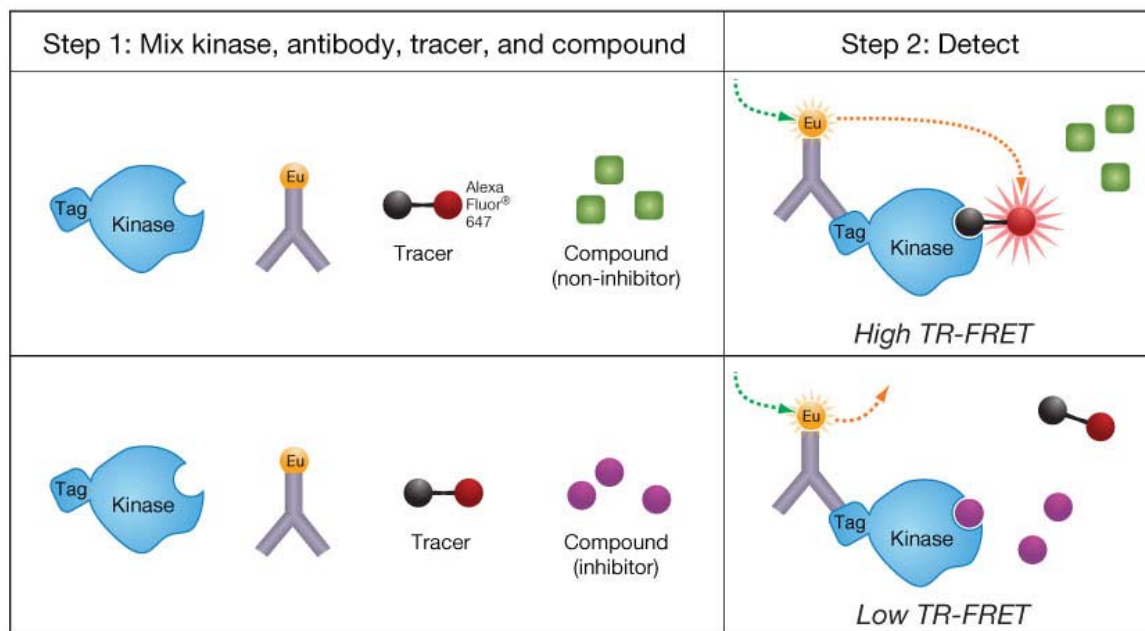 Step 1: Mix kinase, antibody, tracer, and compound
Step 2: Detect
Tag
Kinase
Eu
Alexa
Fluor®
647
Tracer
Compound
(non-inhibitor)
Eu
Tag
Kinase
High TR-FRET
Tag
Kinase
Eu
Tracer
Compound
(inhibitor)
Eu
Tag
Kinase
Low TR-FRET